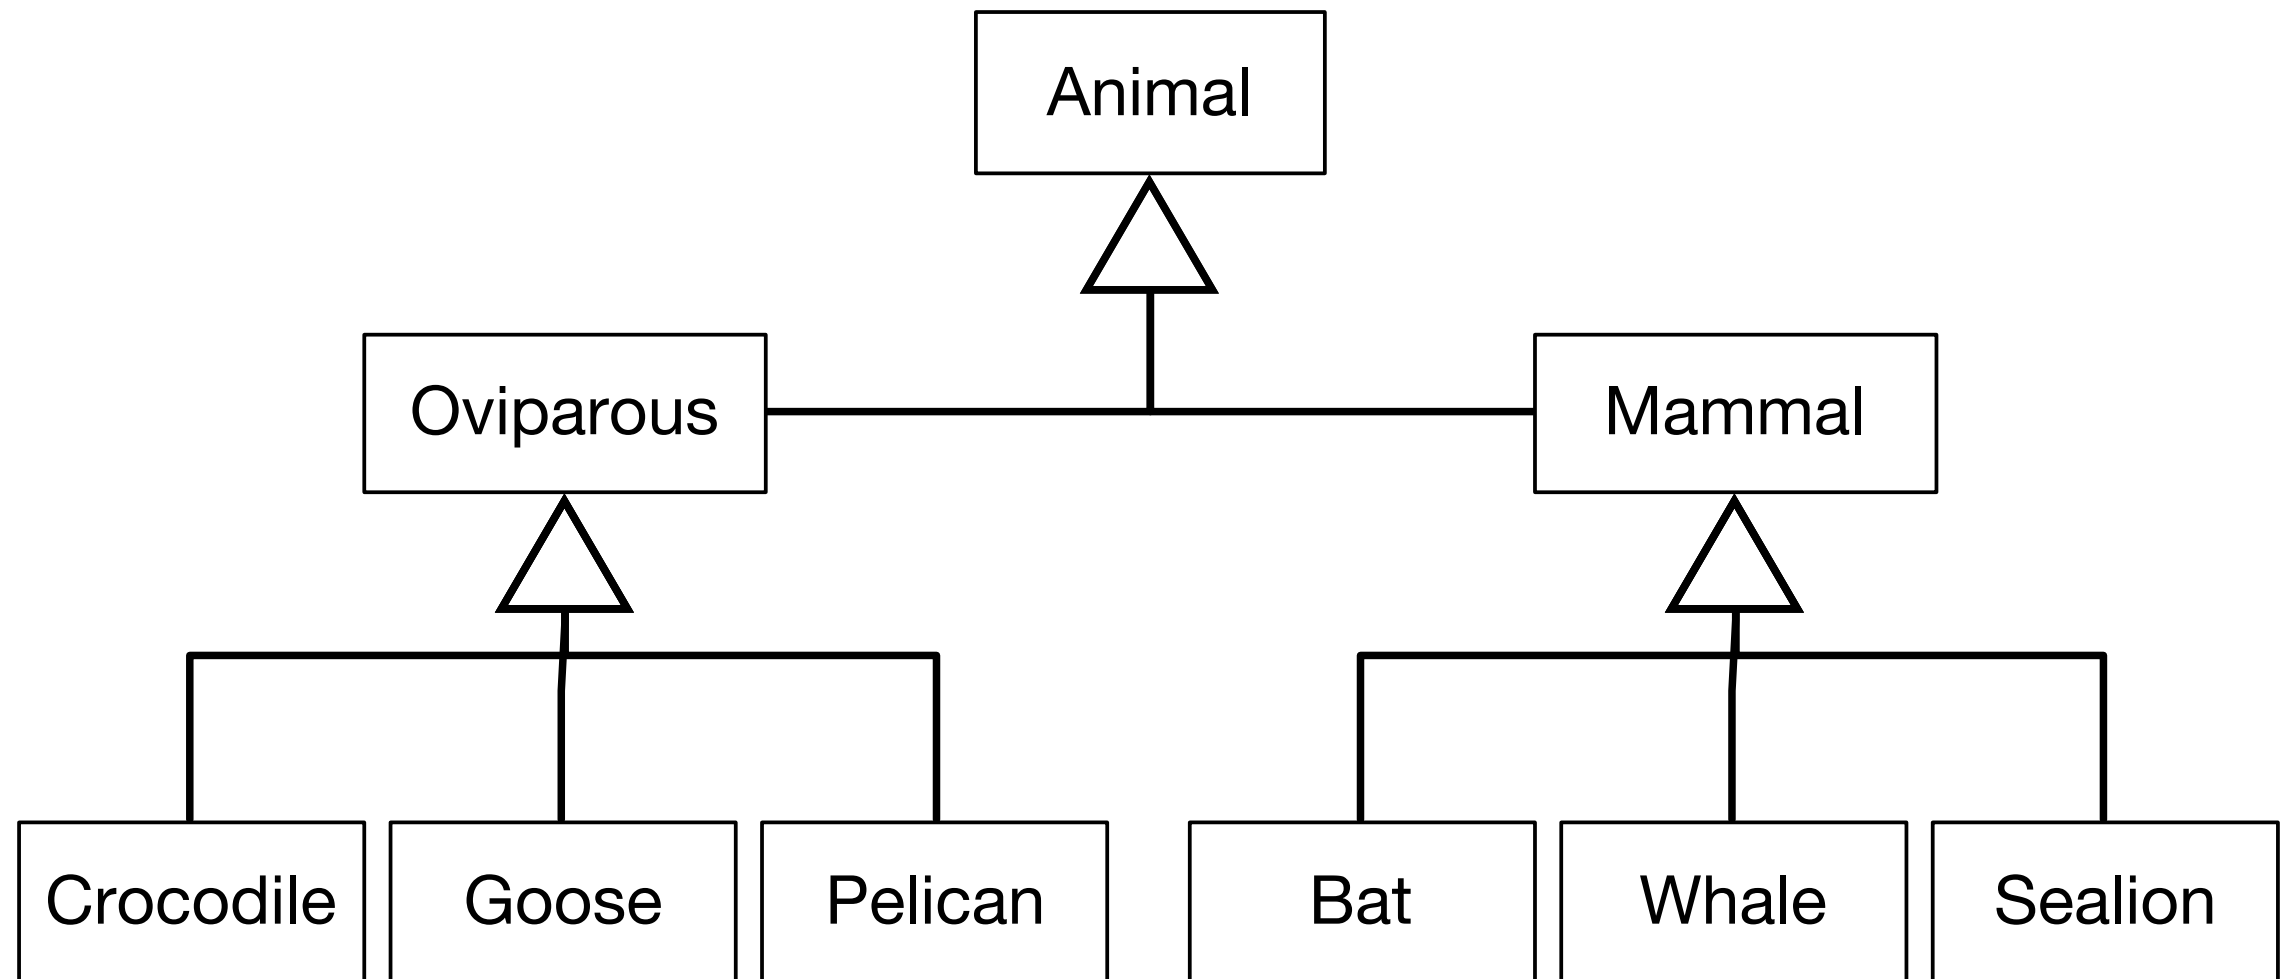 Animal
Oviparous
Mammal
Crocodile
Goose
Pelican
Bat
Whale
Sealion